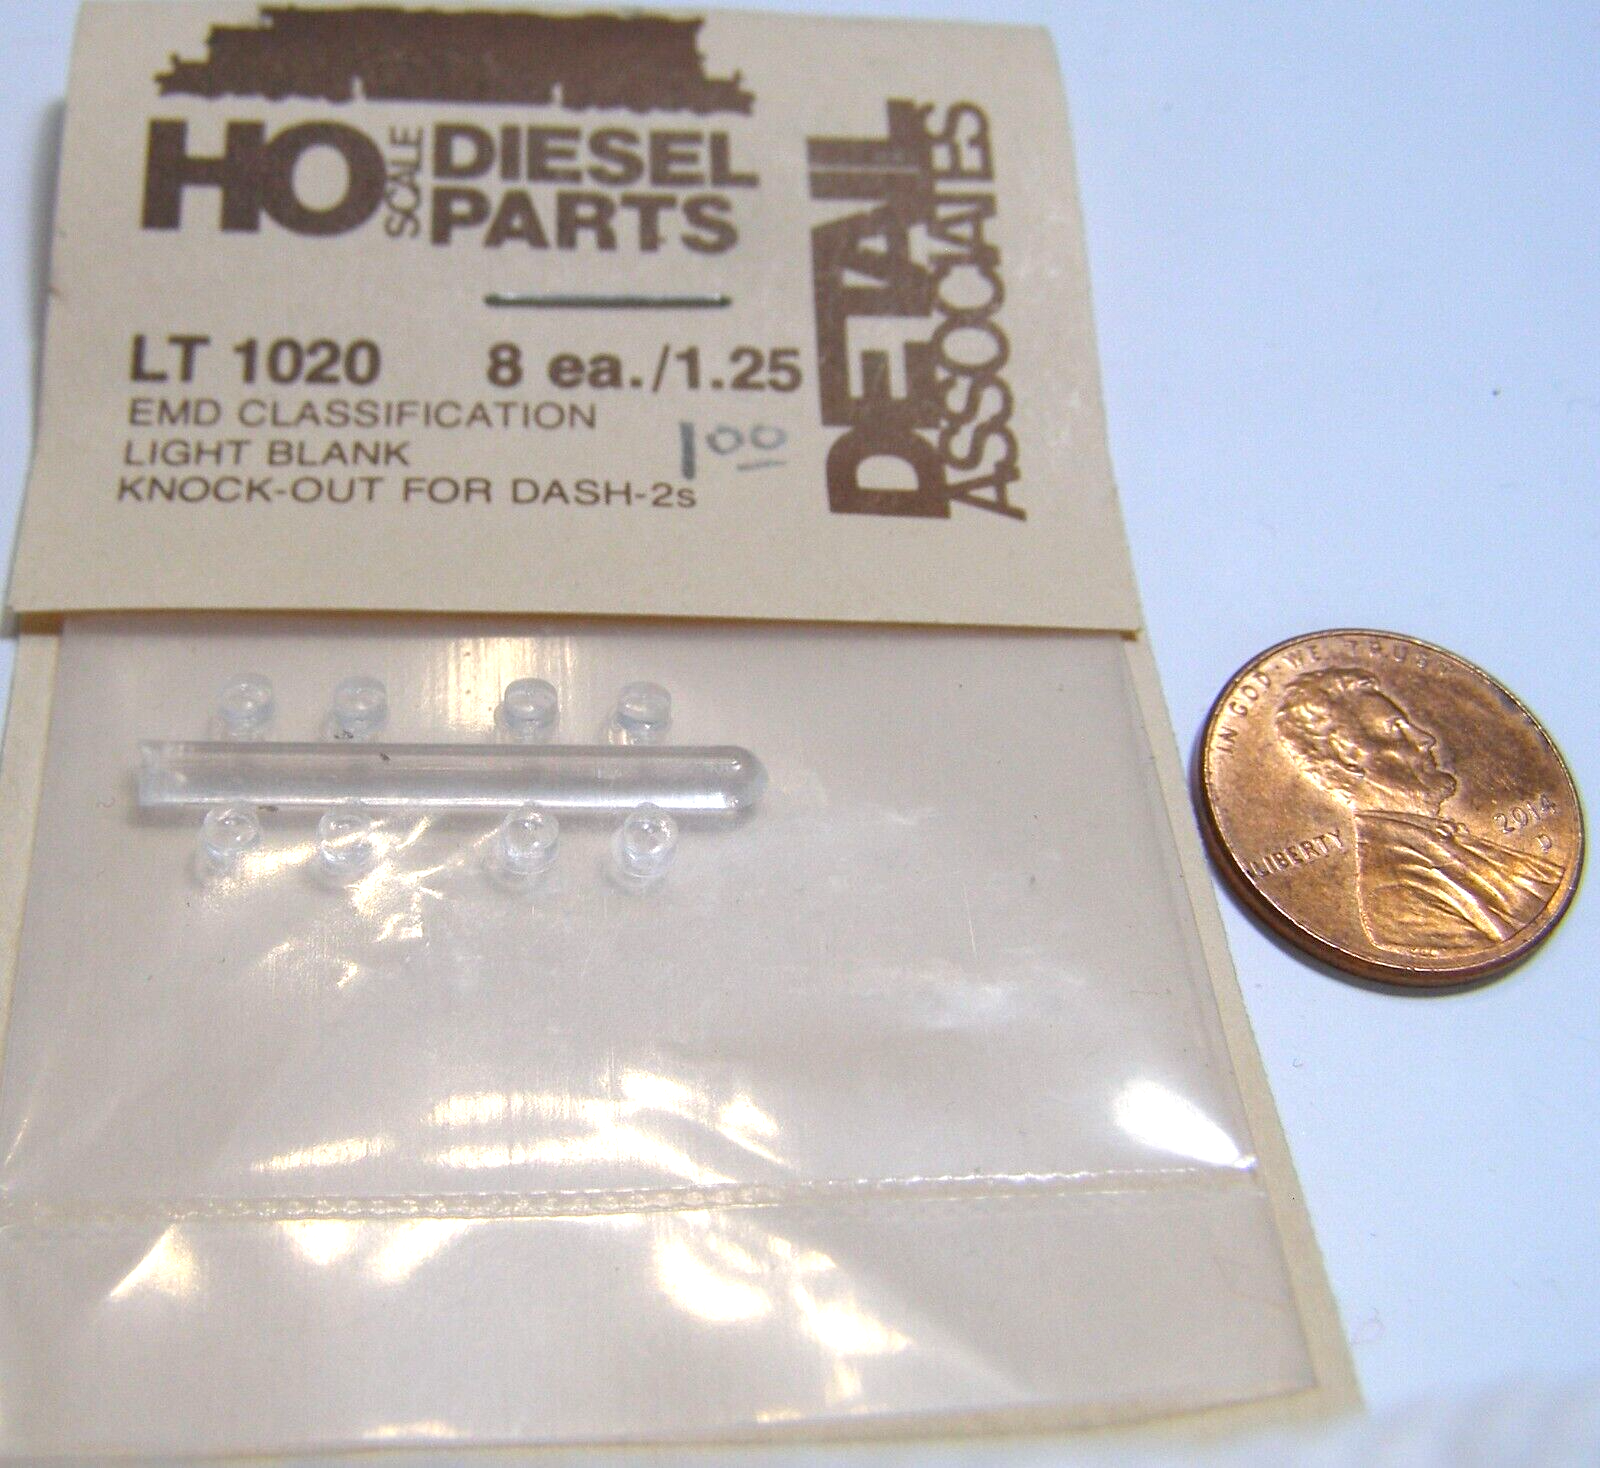 HO SCALE DIESEL PARTS
DETAIL ASSOCIATES
LT 1020 8 ea./1.25
EMD CLASSIFICATION
LIGHT BLANK
KNOCK-OUT FOR DASH-2s
1.00
IN GOD WE TRUST
LIBERTY
2014
D